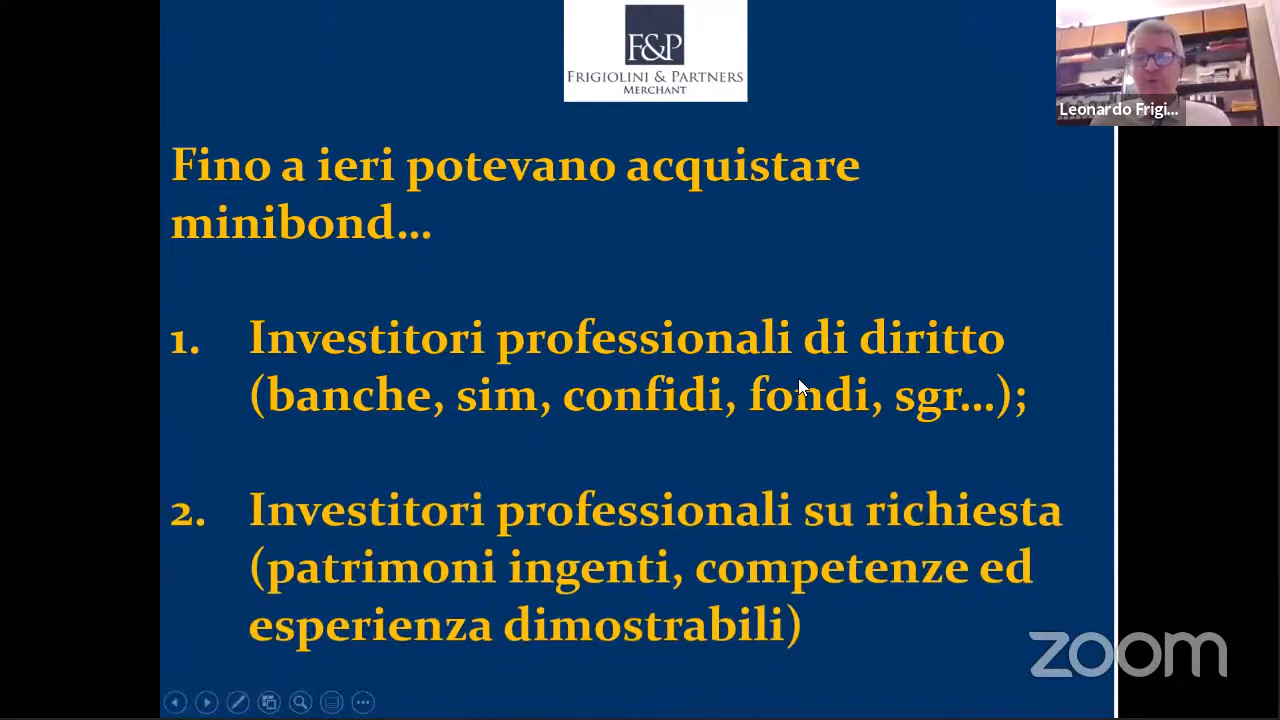 F&P
FRIGIOLINI & PARTNERS
MERCHANT
Leonardo Frigi...
Fino a ieri potevano acquistare
minibond...
1. Investitori professionali di diritto
(banche, sim, confidi, fondi, sgr...);
2. Investitori professionali su richiesta
(patrimoni ingenti, competenze ed
esperienza dimostrabili)
zoom